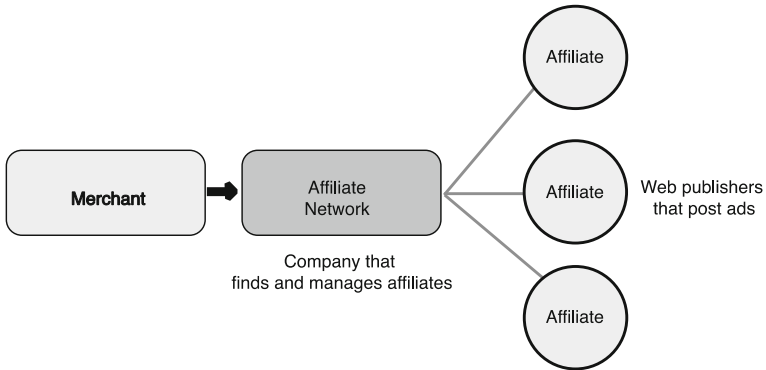 Affiliate
Merchant
Affiliate
Network
Affiliate
Web publishers
that post ads
Company that
finds and manages affiliates
Affiliate